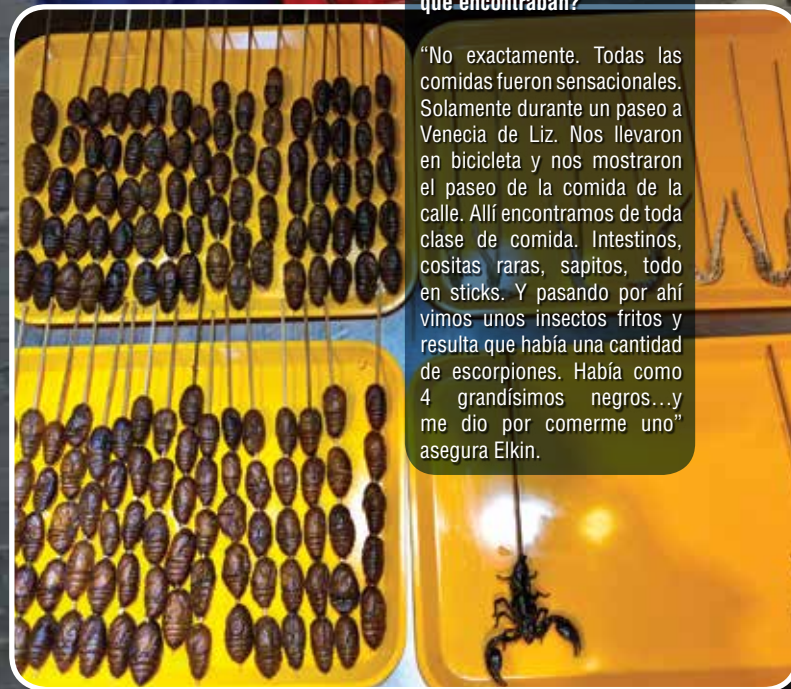 que encontraban?
“No exactamente. Todas las
comidas fueron sensacionales.
Solamente durante un paseo a
Venecia de Liz. Nos llevaron
en bicicleta y nos mostraron
el paseo de la comida de la
calle. Allí encontramos de toda
clase de comida. Intestinos,
cositas raras, sapitos, todo
en sticks. Y pasando por ahí
vimos unos insectos fritos y
resulta que había una cantidad
de escorpiones. Había como
4 grandísimos negros…y
me dio por comerme uno”
asegura Elkin.